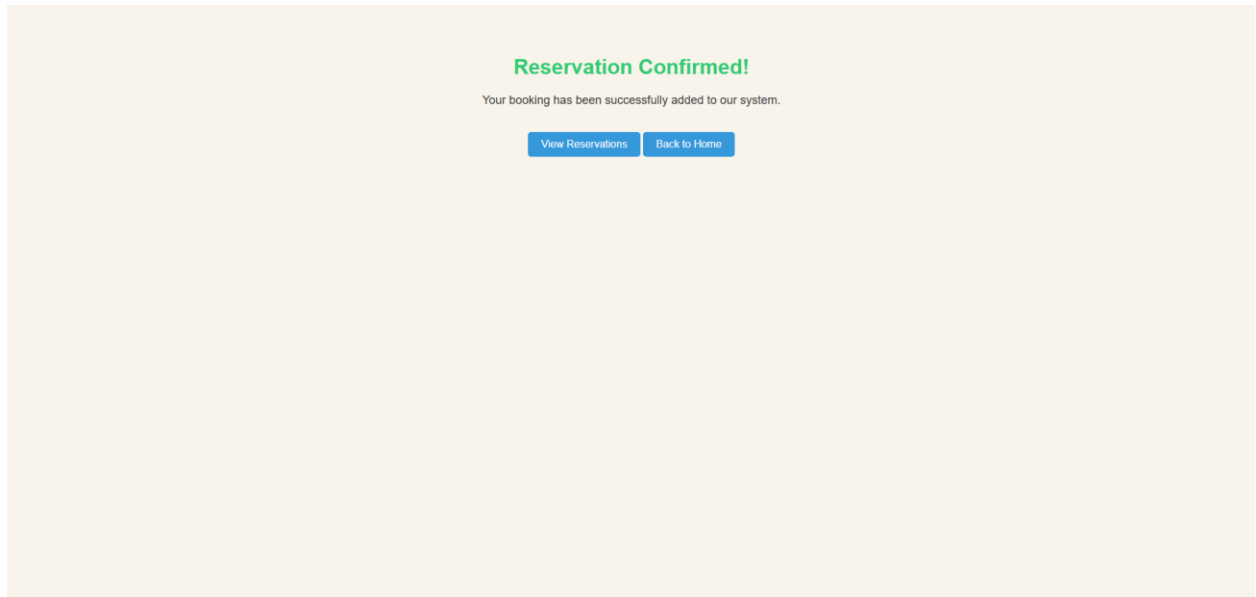 Reservation Confirmed!
Your booking has been successfully added to our system.
View Reservations Back to Home